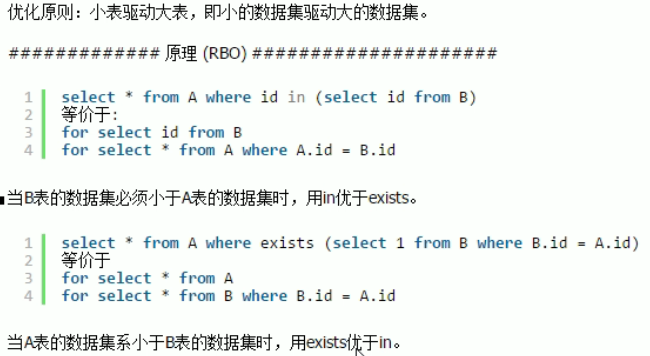 优化原则：小表驱动大表，即小的数据集驱动大的数据集。
############# 原理 (RBO) #####################
1 select * from A where id in (select id from B)
2 等价于:
3 for select id from B
4 for select * from A where A.id = B.id
当B表的数据集必须小于A表的数据集时，用in优于exists。
1 select * from A where exists (select 1 from B where B.id = A.id)
2 等价于
3 for select * from A
4 for select * from B where B.id = A.id
当A表的数据集系小于B表的数据集时，用exists优于in。